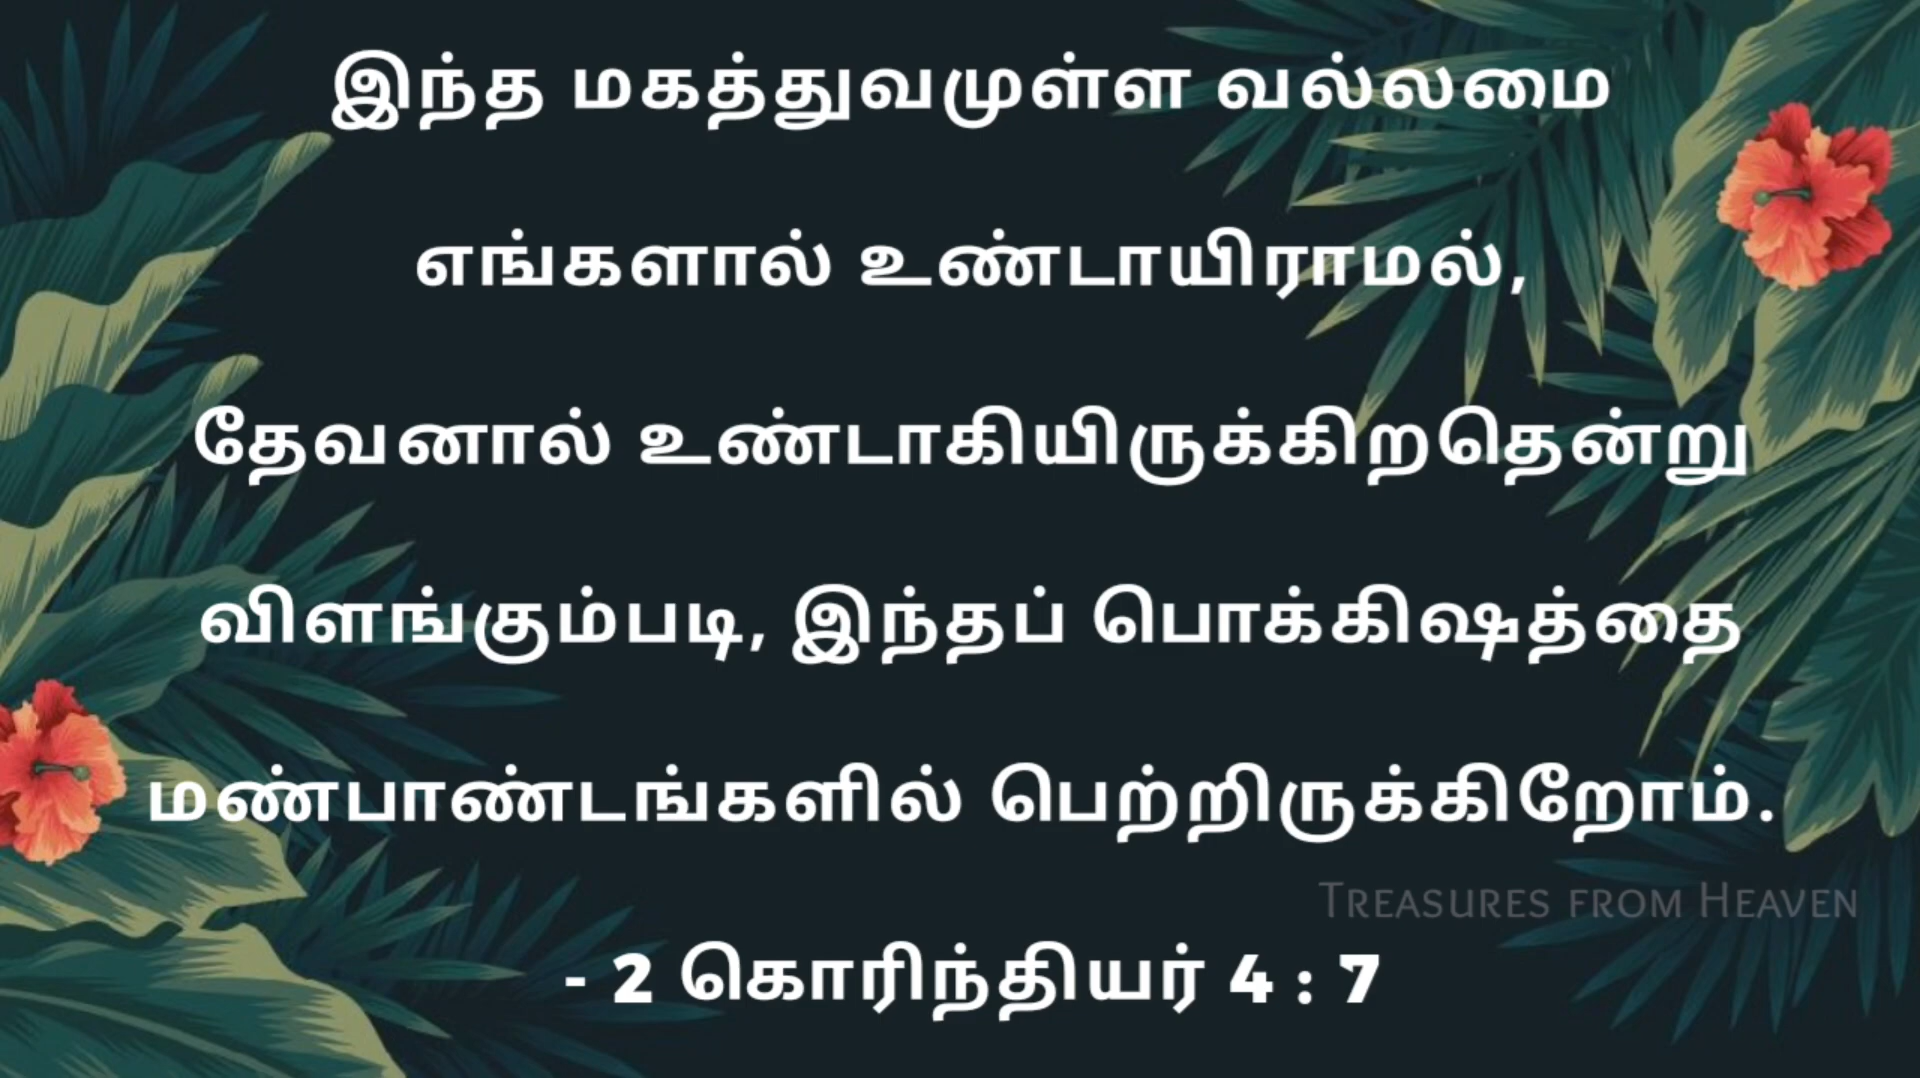 இந்த மகத்துவமுள்ள வல்லமை
எங்களால் உண்டாயிராமல்,
தேவனால் உண்டாகியிருக்கிறதென்று
விளங்கும்படி, இந்தப் பொக்கிஷத்தை
மண்பாண்டங்களில் பெற்றிருக்கிறோம்.
TREASURES FROM HEAVEN
- 2 கொரிந்தியர் 4 : 7